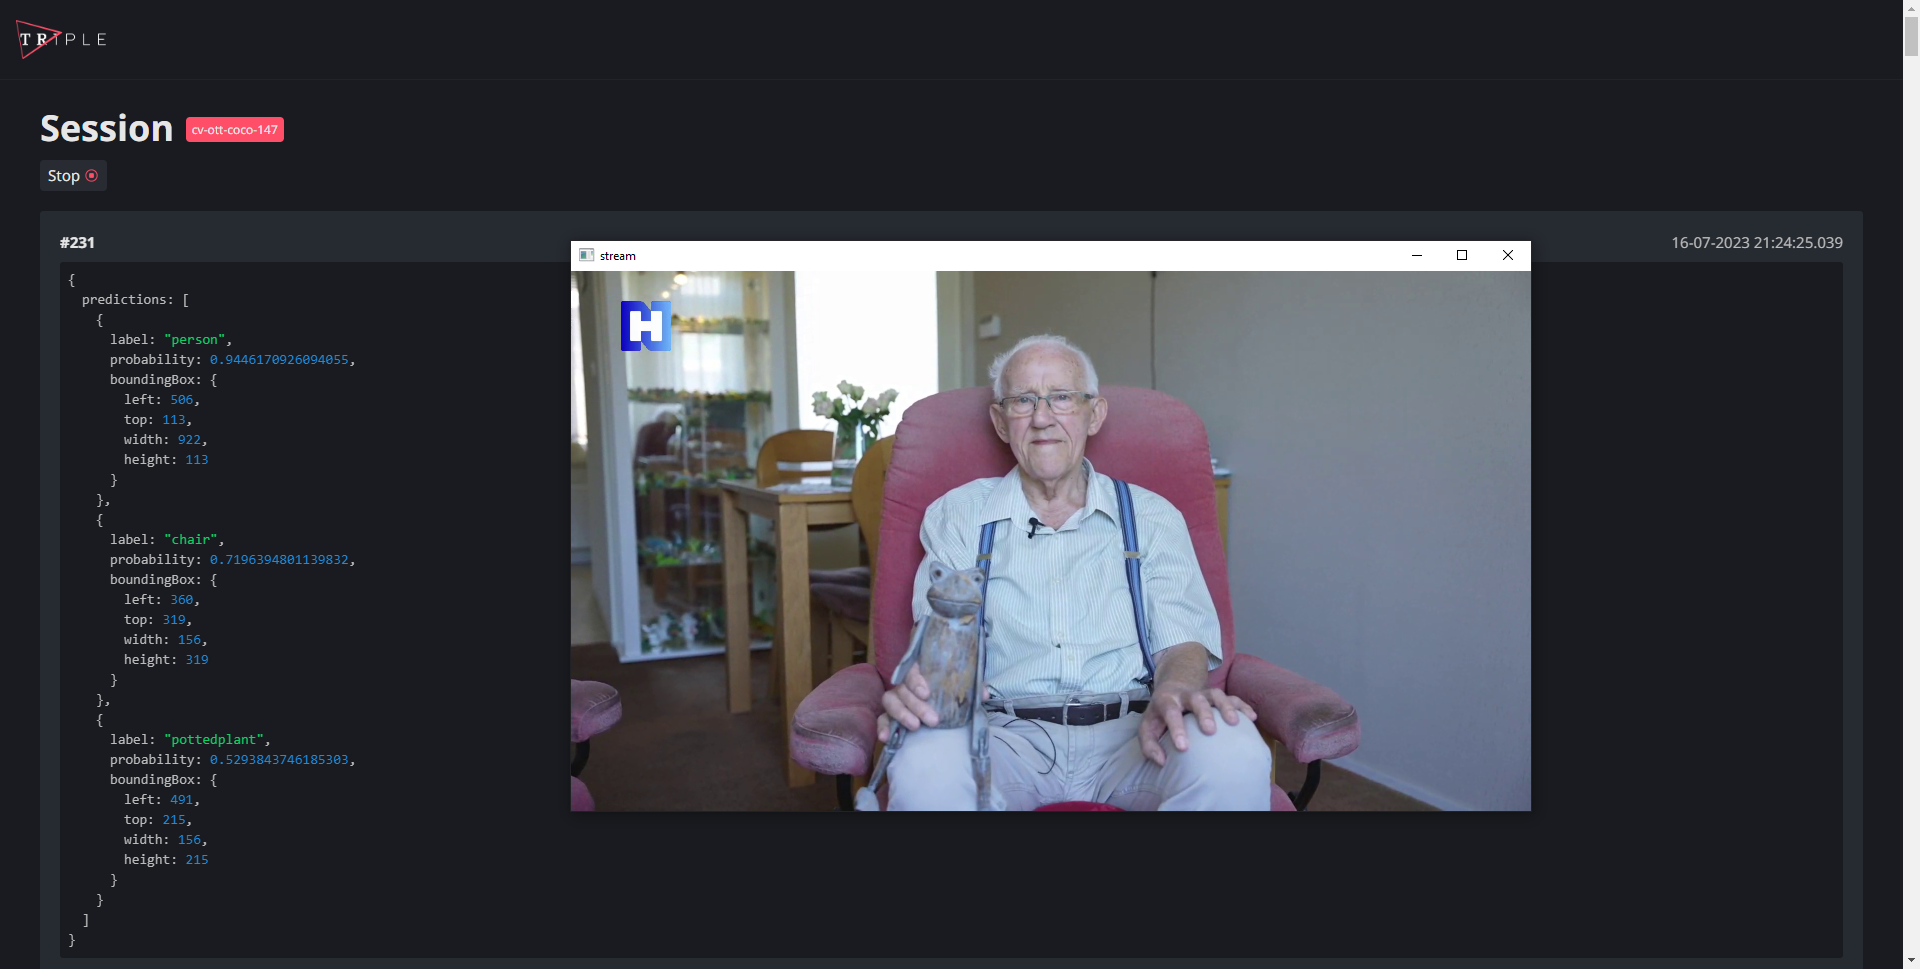 TRIPLE
Session cv-ott-coco-147
Stop
#231
16-07-2023 21:24:25.039
stream
H
{
predictions: [
{
label: "person",
probability: 0.9446170926094055,
boundingBox: {
left: 506,
top: 113,
width: 922,
height: 113
}
},
{
label: "chair",
probability: 0.7196394801139832,
boundingBox: {
left: 360,
top: 319,
width: 156,
height: 319
}
},
{
label: "pottedplant",
probability: 0.5293843746185303,
boundingBox: {
left: 491,
top: 215,
width: 156,
height: 215
}
}
]
}